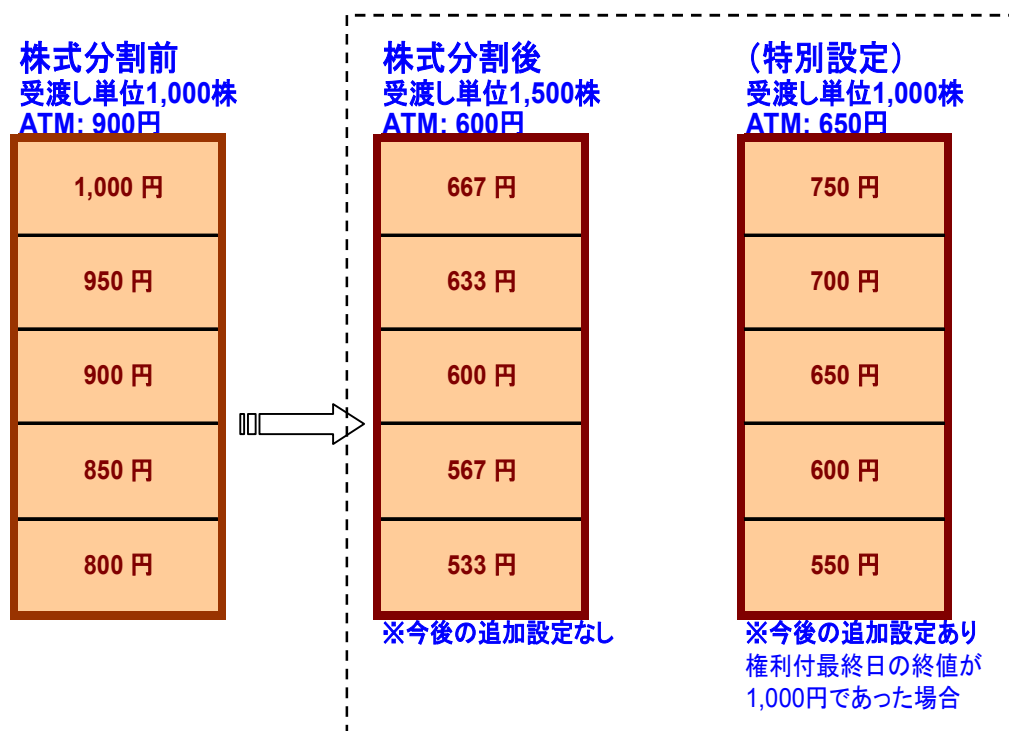 株式分割前
受渡し単位1,000株
ATM: 900円
1,000 円
950 円
900 円
850 円
800 円
株式分割後
受渡し単位1,500株
ATM: 600円
667 円
633 円
600 円
567 円
533 円
※今後の追加設定なし
（特別設定）
受渡し単位1,000株
ATM: 650円
750 円
700 円
650 円
600 円
550 円
※今後の追加設定あり
権利付最終日の終値が
1,000円であった場合